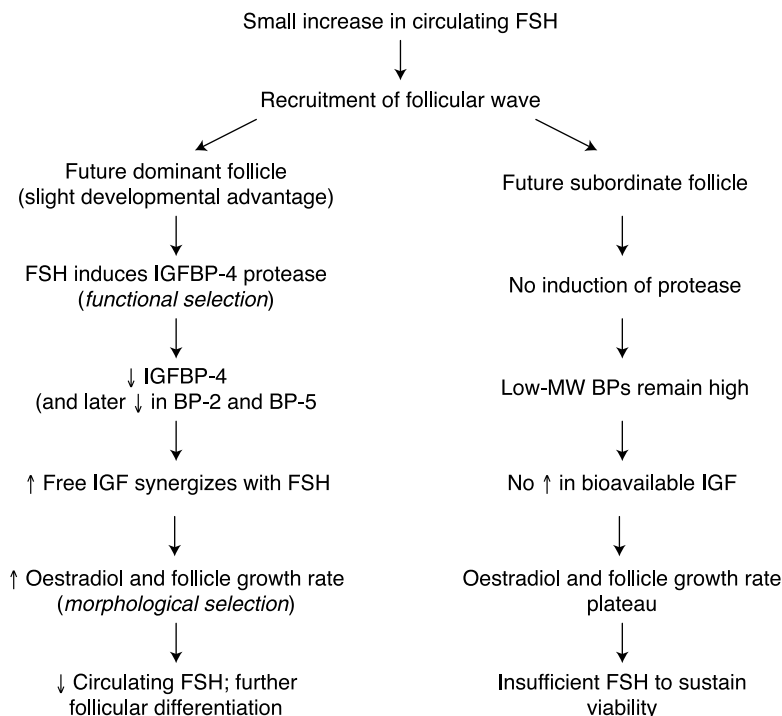 Small increase in circulating FSH
Recruitment of follicular wave
Future dominant follicle
(slight developmental advantage)
FSH induces IGFBP-4 protease
(functional selection)
↓ IGFBP-4
(and later ↓ in BP-2 and BP-5
↑ Free IGF synergizes with FSH
↑ Oestradiol and follicle growth rate
(morphological selection)
↓ Circulating FSH; further
follicular differentiation
Future subordinate follicle
No induction of protease
Low-MW BPs remain high
No ↑ in bioavailable IGF
Oestradiol and follicle growth rate
plateau
Insufficient FSH to sustain
viability